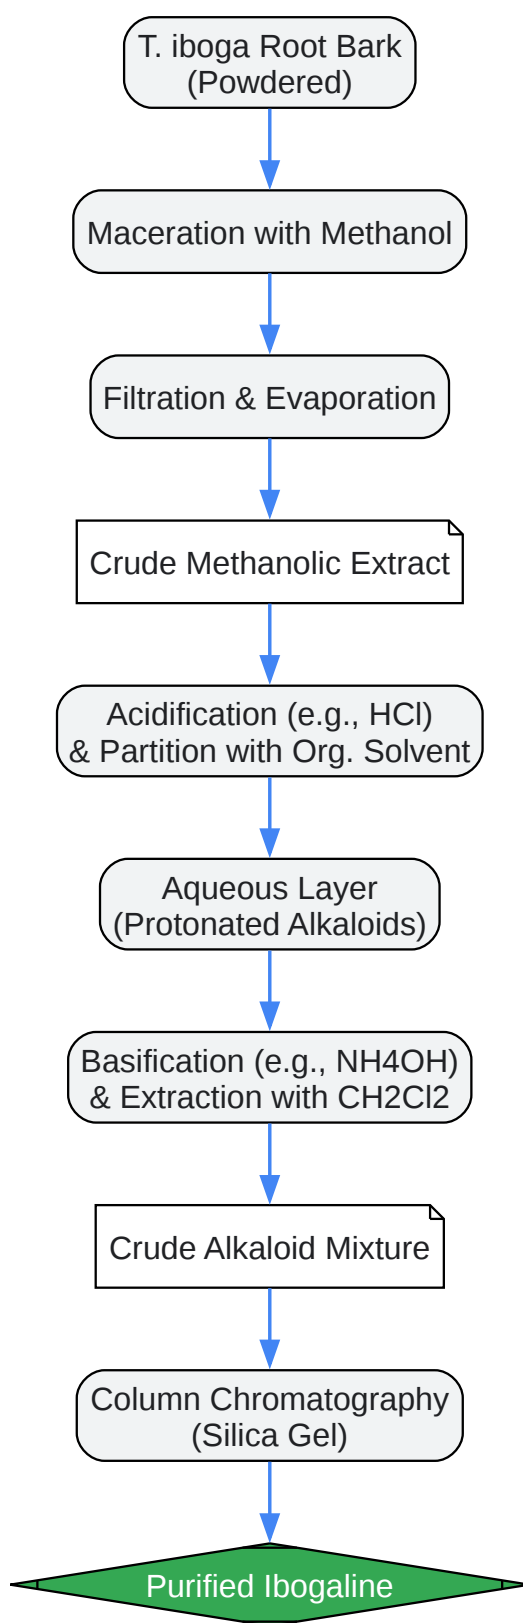 T. iboga Root Bark
(Powdered)
Maceration with Methanol
Filtration & Evaporation
Crude Methanolic Extract
Acidification (e.g., HCl)
& Partition with Org. Solvent
Aqueous Layer
(Protonated Alkaloids)
Basification (e.g., NH4OH)
& Extraction with CH2Cl2
Crude Alkaloid Mixture
Column Chromatography
(Silica Gel)
Purified Ibogaline